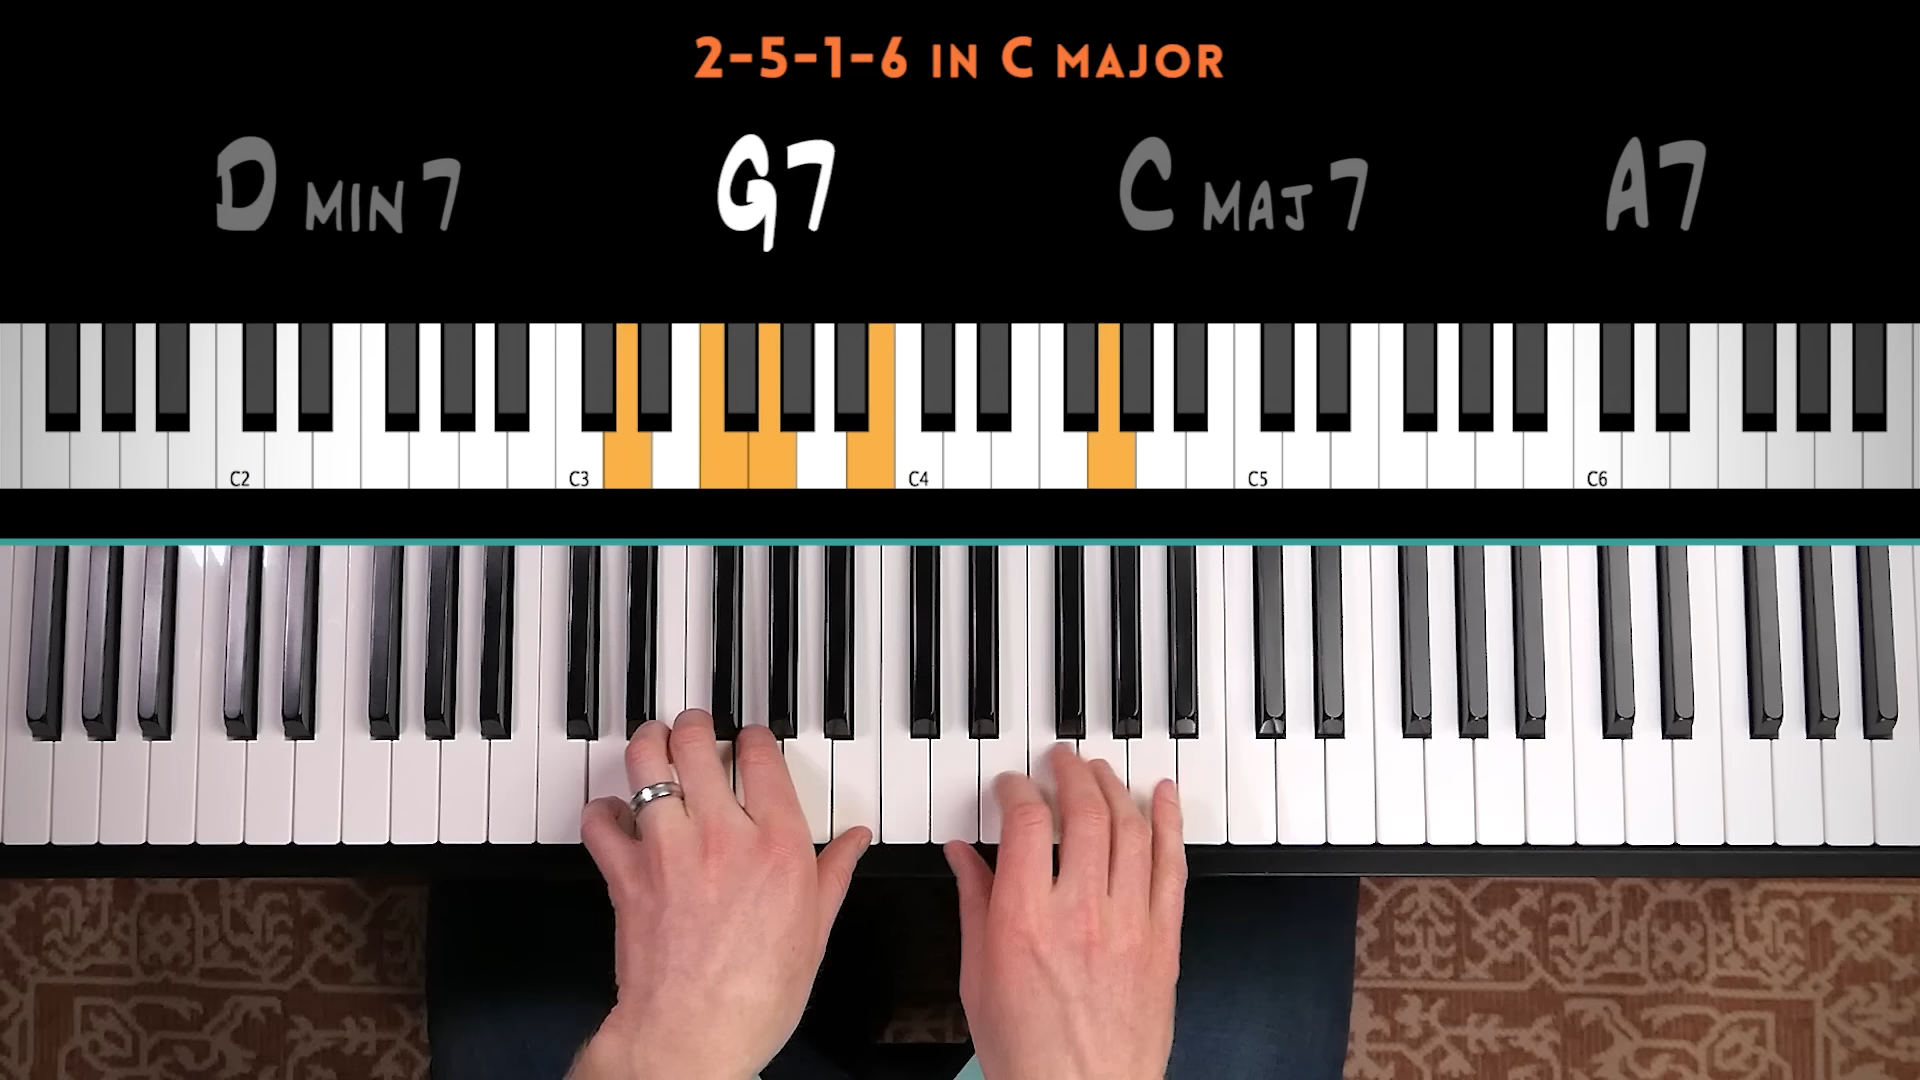 2-5-1-6 IN C MAJOR
D MIN 7 G7 C MAJ 7 A7
C2 C3 C4 C5 C6